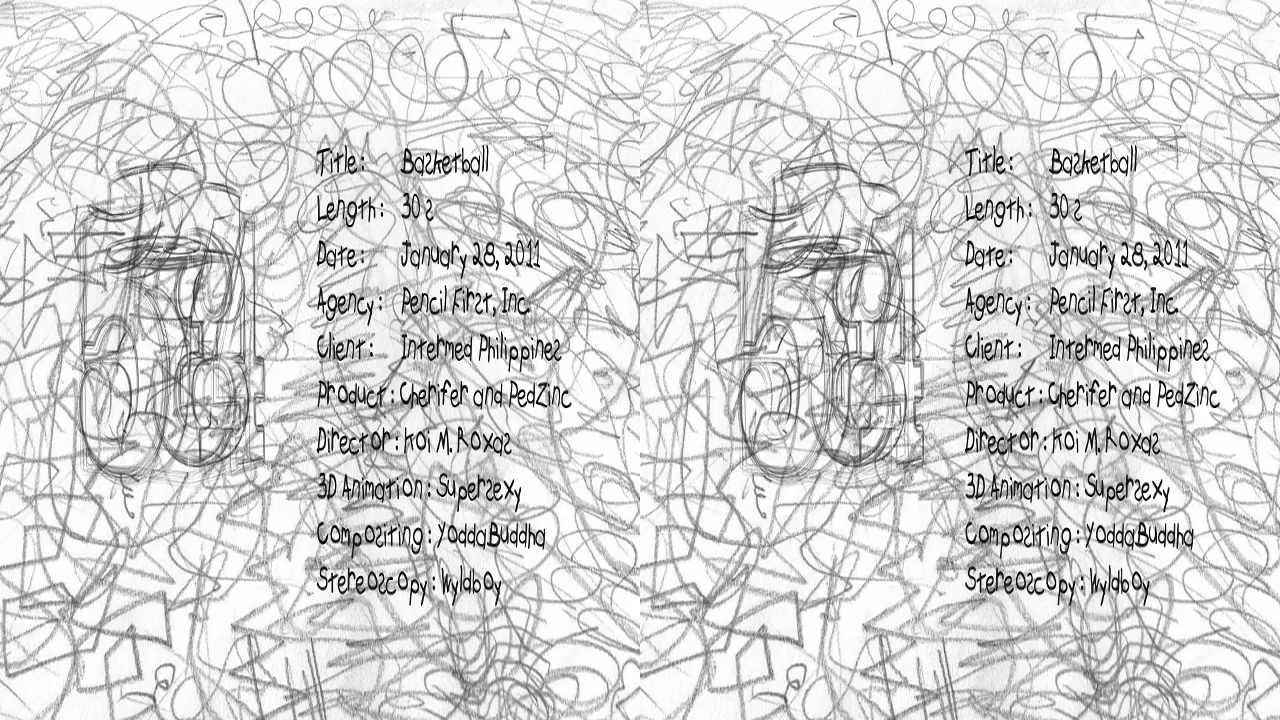 Title: Basketball
Length: 30s
Date: January 28, 2011
Agency: Pencil First, Inc.
Client: Intermed Philippines
Product: Cherifer and PedZinc
Director: Koi M. Roxas
3D Animation: Supersexy
Compositing: YoddaBuddha
Stereoscopy: Wyldboy
Title: Basketball
Length: 30s
Date: January 28, 2011
Agency: Pencil First, Inc.
Client: Intermed Philippines
Product: Cherifer and PedZinc
Director: Koi M. Roxas
3D Animation: Supersexy
Compositing: YoddaBuddha
Stereoscopy: Wyldboy